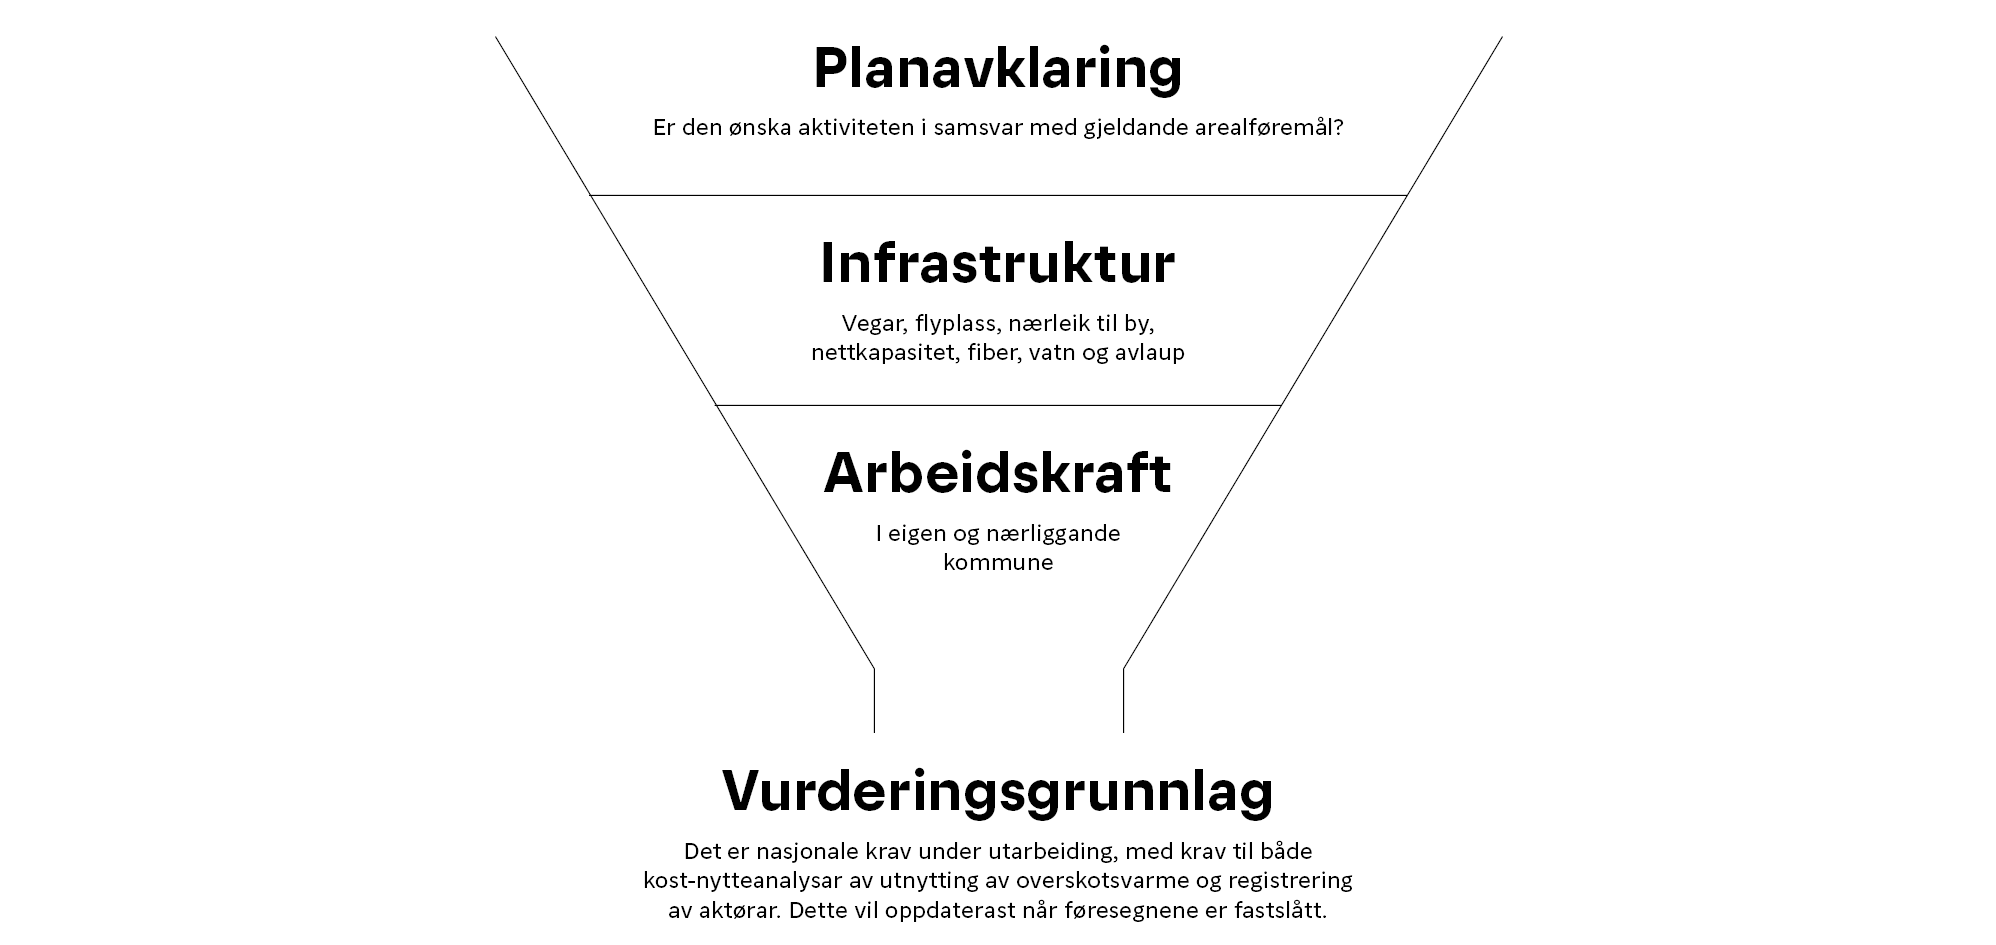 Planavklaring
Er den ønska aktiviteten i samsvar med gjeldande arealføremål?
Infrastruktur
Vegar, flyplass, nærleik til by,
nettkapasitet, fiber, vatn og avlaup
Arbeidskraft
I eigen og nærliggande
kommune
Vurderingsgrunnlag
Det er nasjonale krav under utarbeiding, med krav til både
kost-nytteanalysar av utnytting av overskotsvarme og registrering
av aktørar. Dette vil oppdaterast når føresegnene er fastslått.